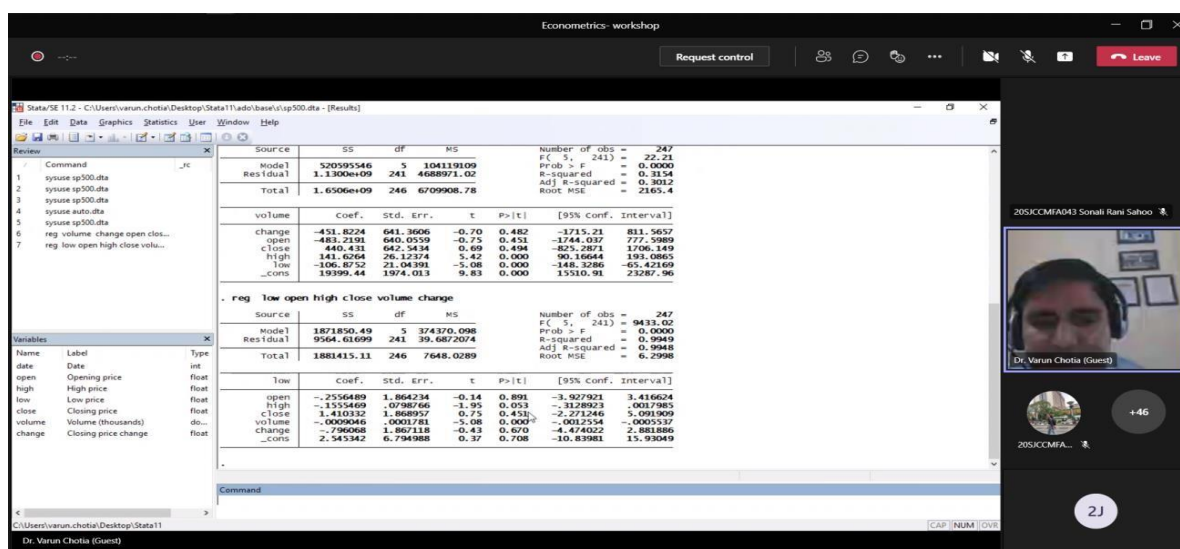 Econometrics- workshop
--:--
Request control
Leave
Stata/SE 11.2 - C:\Users\varun.chotia\Desktop\Stata11\ado\base\s\sp500.dta - [Results]
File Edit Data Graphics Statistics User Window Help
Review
Command _rc
1 sysuse sp500.dta
2 sysuse sp500.dta
3 sysuse sp500.dta
4 sysuse auto.dta
5 sysuse sp500.dta
6 reg volume change open clos...
7 reg low open high close volu...
Variables
Name Label Type
date Date int
open Opening price float
high High price float
low Low price float
close Closing price float
volume Volume (thousands) do...
change Closing price change float
Source SS df MS Number of obs = 247
F( 5, 241) = 22.21
Model 520595546 5 104119109 Prob > F = 0.0000
Residual 1.1300e+09 241 4688971.02 R-squared = 0.3154
Adj R-squared = 0.3012
Total 1.6506e+09 246 6709908.78 Root MSE = 2165.4
volume Coef. Std. Err. t P>|t| [95% Conf. Interval]
change -451.8224 641.3606 -0.70 0.482 -1715.21 811.5657
open -483.2191 640.0559 -0.75 0.451 -1744.037 777.5989
close 440.431 642.5434 0.69 0.494 -825.2871 1706.149
high 141.6264 26.12374 5.42 0.000 90.16644 193.0865
low -106.8752 21.04391 -5.08 0.000 -148.3286 -65.42169
_cons 19399.44 1974.013 9.83 0.000 15510.91 23287.96
. reg low open high close volume change
Source SS df MS Number of obs = 247
F( 5, 241) = 9433.02
Model 1871850.49 5 374370.098 Prob > F = 0.0000
Residual 9564.61699 241 39.6872074 R-squared = 0.9949
Adj R-squared = 0.9948
Total 1881415.11 246 7648.0289 Root MSE = 6.2998
low Coef. Std. Err. t P>|t| [95% Conf. Interval]
open -.2556489 1.864234 -0.14 0.891 -3.927921 3.416624
high -.1555469 .0798766 -1.95 0.053 -.3128923 .0017985
close 1.410332 1.868957 0.75 0.451 -2.271246 5.091909
volume -.0009046 .0001781 -5.08 0.000 -.0012554 -.0005537
change -.796068 1.867118 -0.43 0.670 -4.474022 2.881886
_cons 2.545342 6.794988 0.37 0.708 -10.83981 15.93049
.
Command
C:\Users\varun.chotia\Desktop\Stata11
CAP NUM OVR
Dr. Varun Chotia (Guest)
20SJCCMFA043 Sonali Rani Sahoo
Dr. Varun Chotia (Guest)
20SJCCMFA...
+46
2J